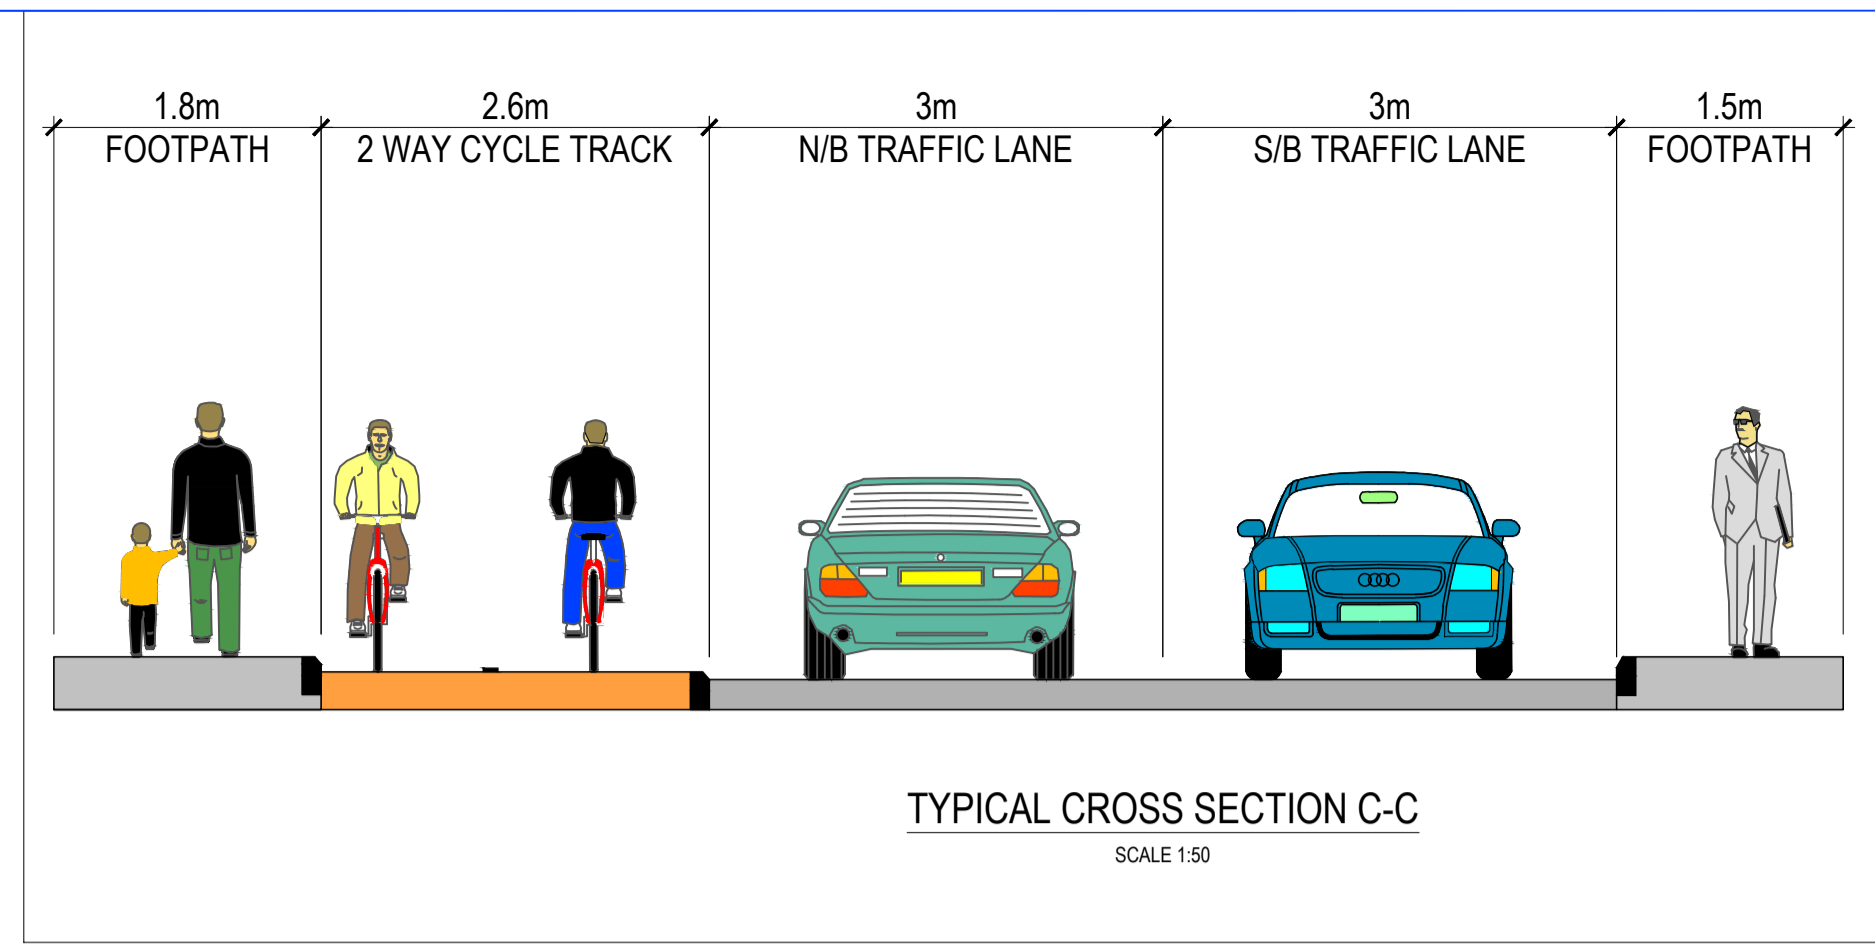 1.8m
2.6m
3m
3m
1.5m
FOOTPATH
2 WAY CYCLE TRACK
N/B TRAFFIC LANE
S/B TRAFFIC LANE
FOOTPATH
TYPICAL CROSS SECTION C-C
SCALE 1:50